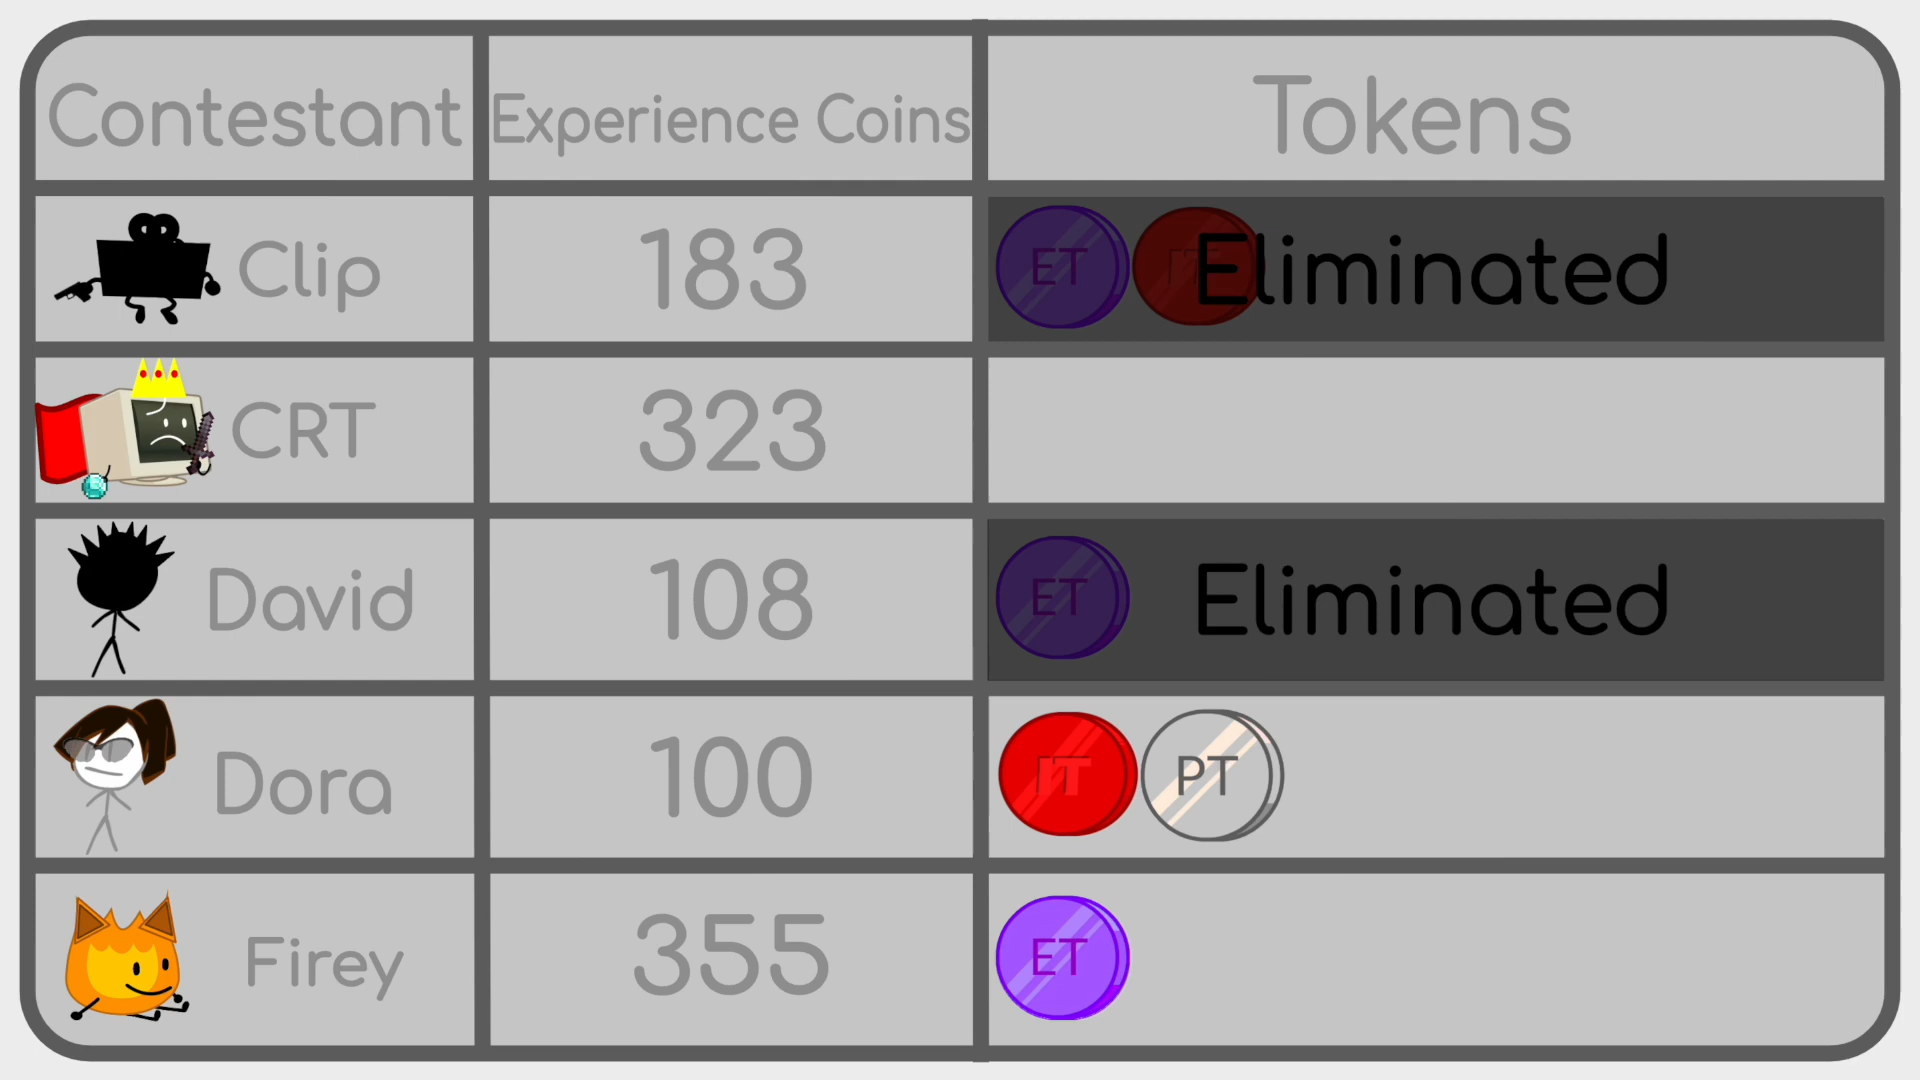 Contestant Experience Coins Tokens
Clip 183 ET IT Eliminated
CRT 323
David 108 ET Eliminated
Dora 100 IT PT
Firey 355 ET